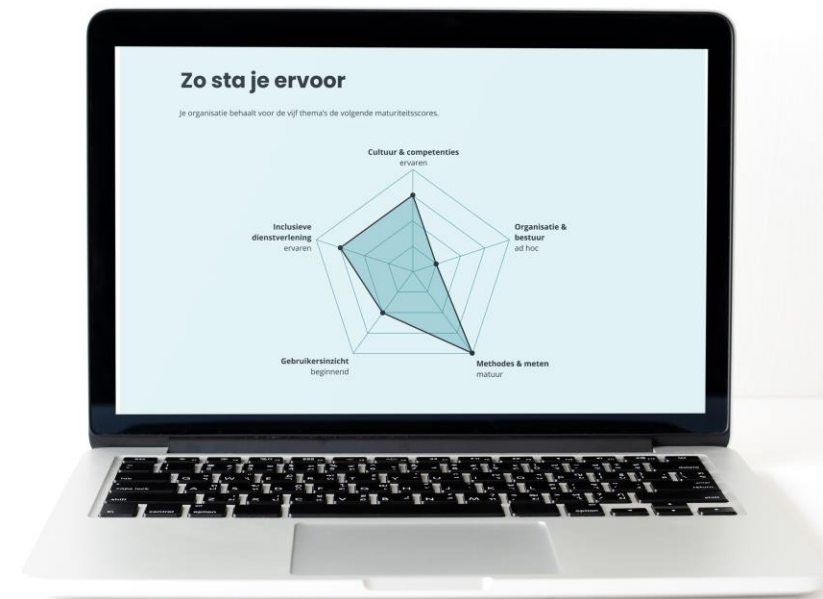 Zo sta je ervoor
Je organisatie behaalt voor de vijf thema's de volgende maturiteitsscores.
Cultuur & competenties
ervaren
Inclusieve
dienstverlening
ervaren
Organisatie &
bestuur
ad hoc
Gebruikersinzicht
beginnend
Methodes & meten
matuur